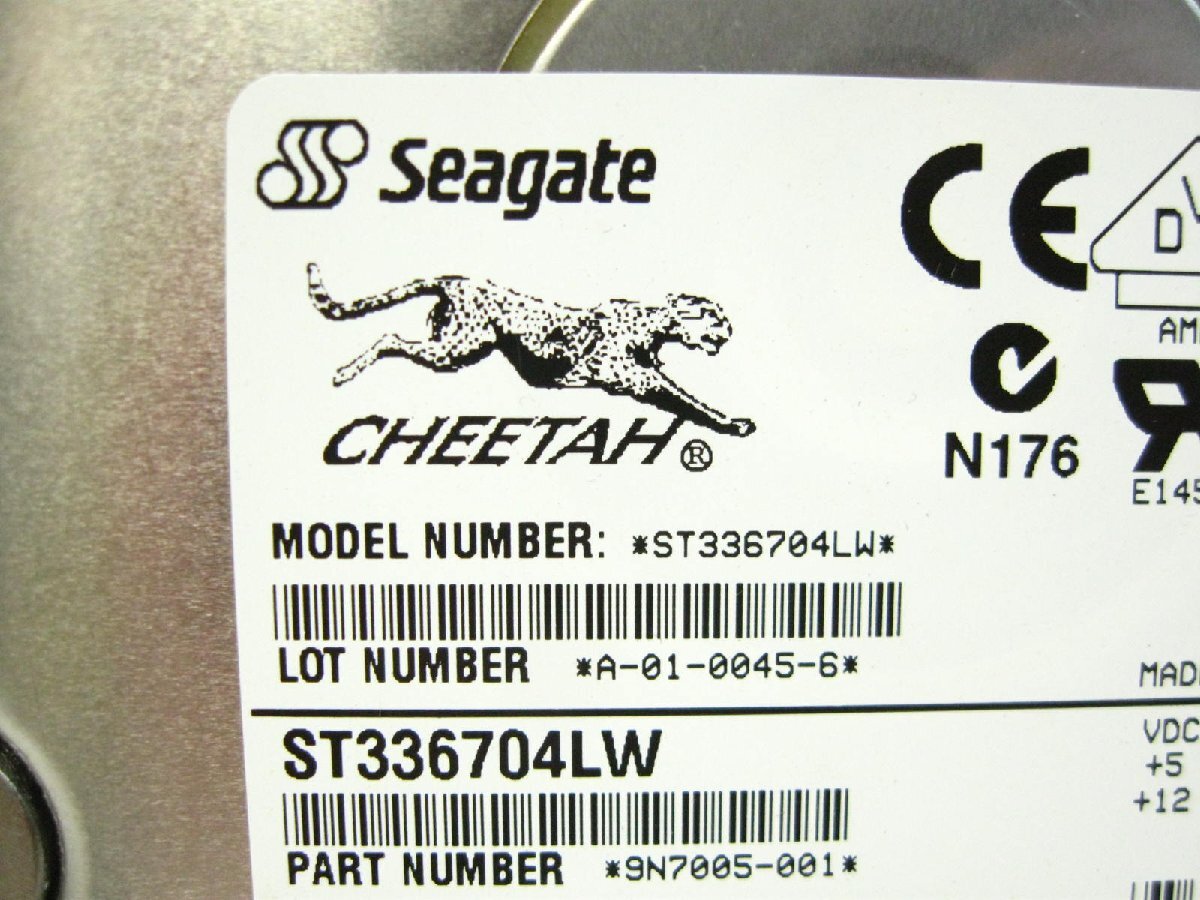 Seagate
CE
CHEETAH®
N176
MODEL NUMBER: *ST336704LW*
LOT NUMBER *A-01-0045-6*
ST336704LW
VDC
+5
+12
PART NUMBER *9N7005-001*